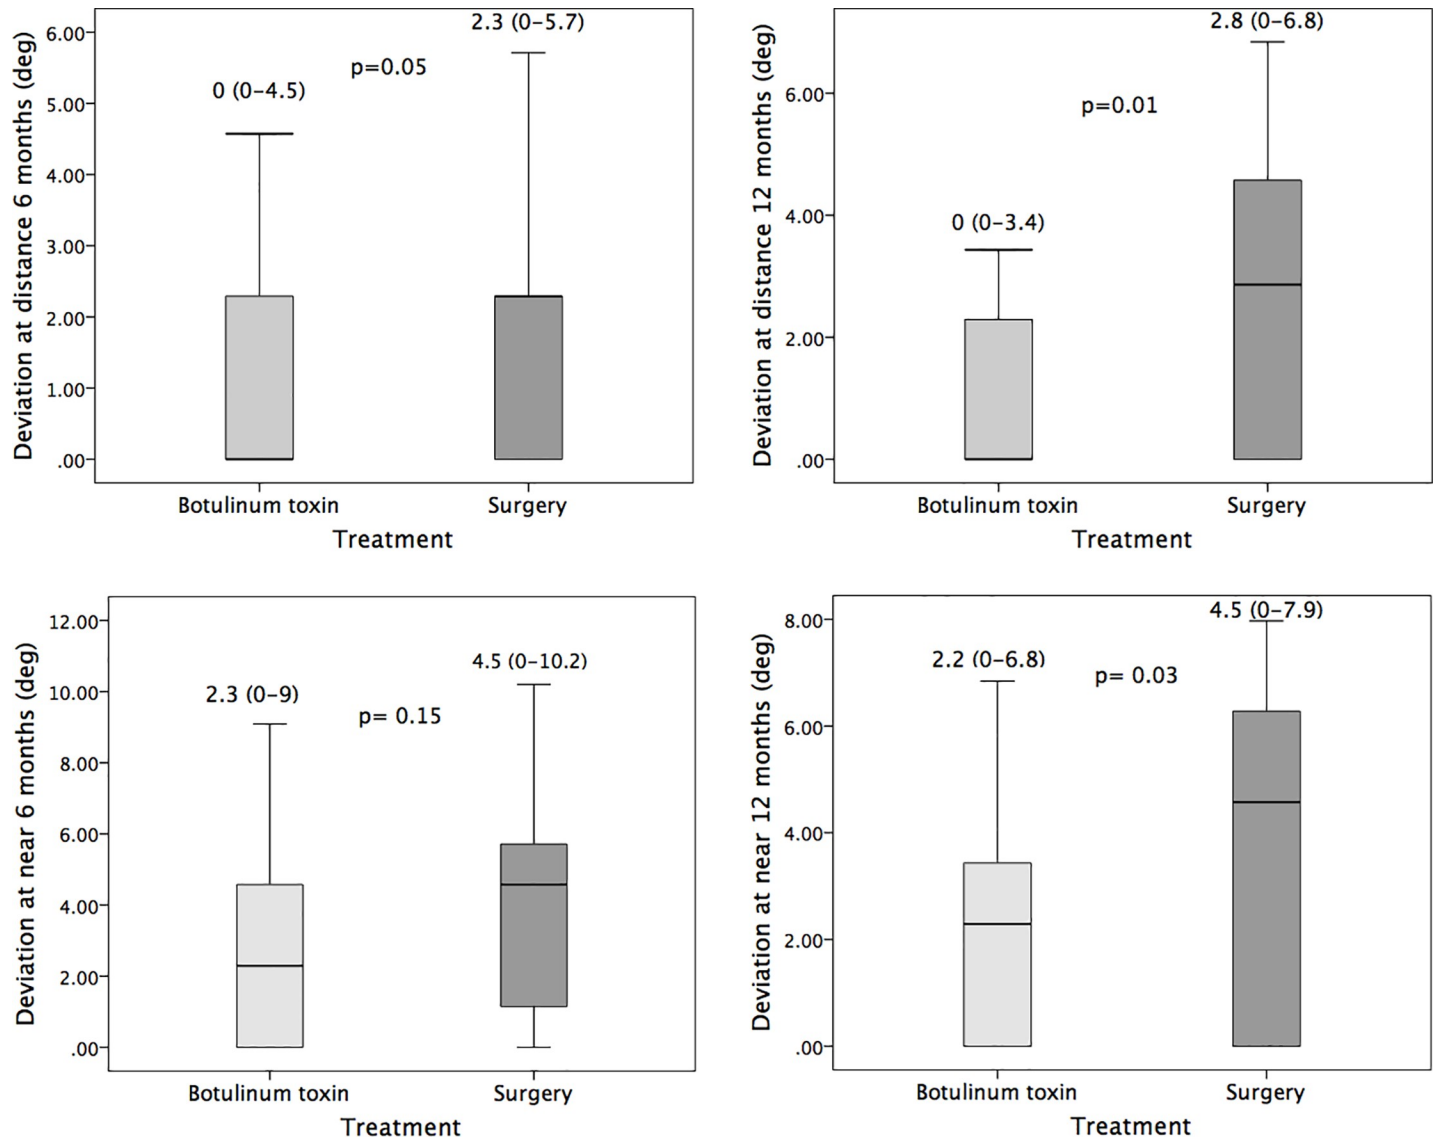 Deviation at distance 6 months (deg)
6.00
5.00
4.00
3.00
2.00
1.00
.00
0 (0–4.5)
p=0.05
2.3 (0–5.7)
Botulinum toxin
Surgery
Treatment
Deviation at distance 12 months (deg)
6.00
4.00
2.00
.00
0 (0–3.4)
p=0.01
2.8 (0–6.8)
Botulinum toxin
Surgery
Treatment
Deviation at near 6 months (deg)
12.00
10.00
8.00
6.00
4.00
2.00
.00
2.3 (0–9)
p= 0.15
4.5 (0–10.2)
Botulinum toxin
Surgery
Treatment
Deviation at near 12 months (deg)
8.00
6.00
4.00
2.00
.00
2.2 (0–6.8)
p= 0.03
4.5 (0–7.9)
Botulinum toxin
Surgery
Treatment